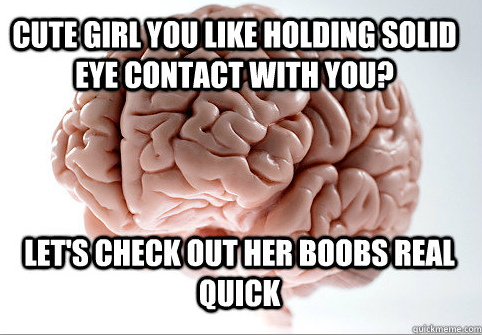 CUTE GIRL YOU LIKE HOLDING SOLID
EYE CONTACT WITH YOU?
LET'S CHECK OUT HER BOOBS REAL
QUICK
quickmeme.com